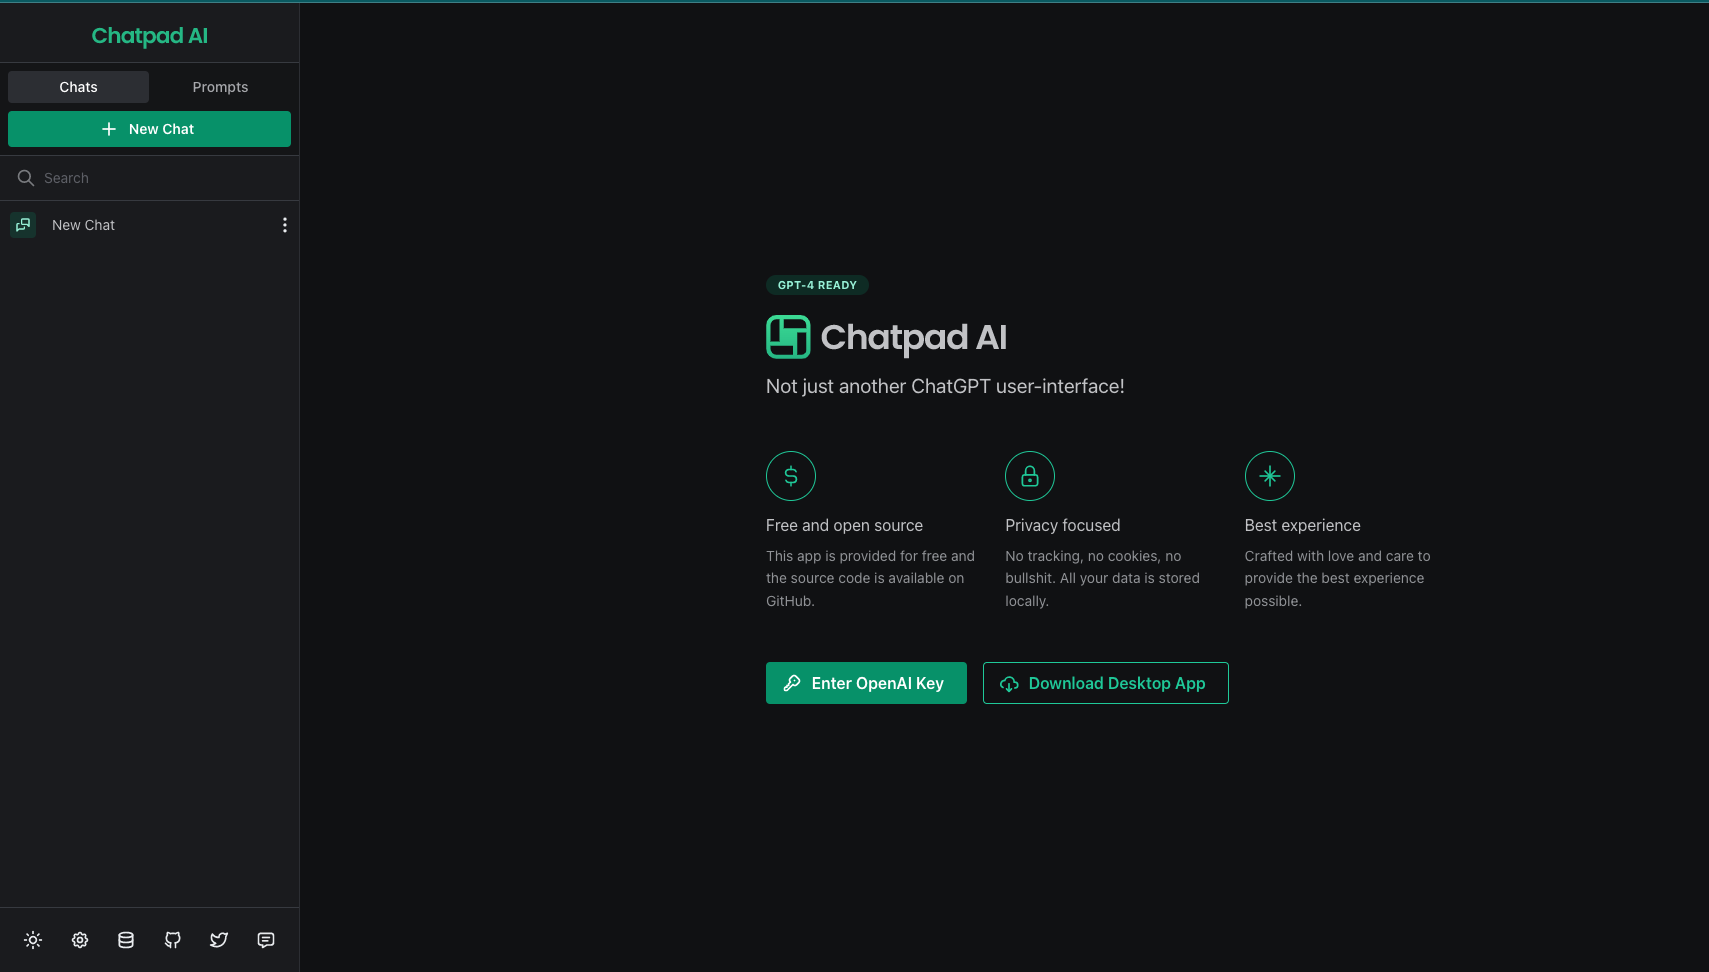 Chatpad AI
Chats
Prompts
New Chat
Search
New Chat
GPT-4 READY
Chatpad AI
Not just another ChatGPT user-interface!
Free and open source
This app is provided for free and
the source code is available on
GitHub.
Privacy focused
No tracking, no cookies, no
bullshit. All your data is stored
locally.
Best experience
Crafted with love and care to
provide the best experience
possible.
Enter OpenAI Key
Download Desktop App